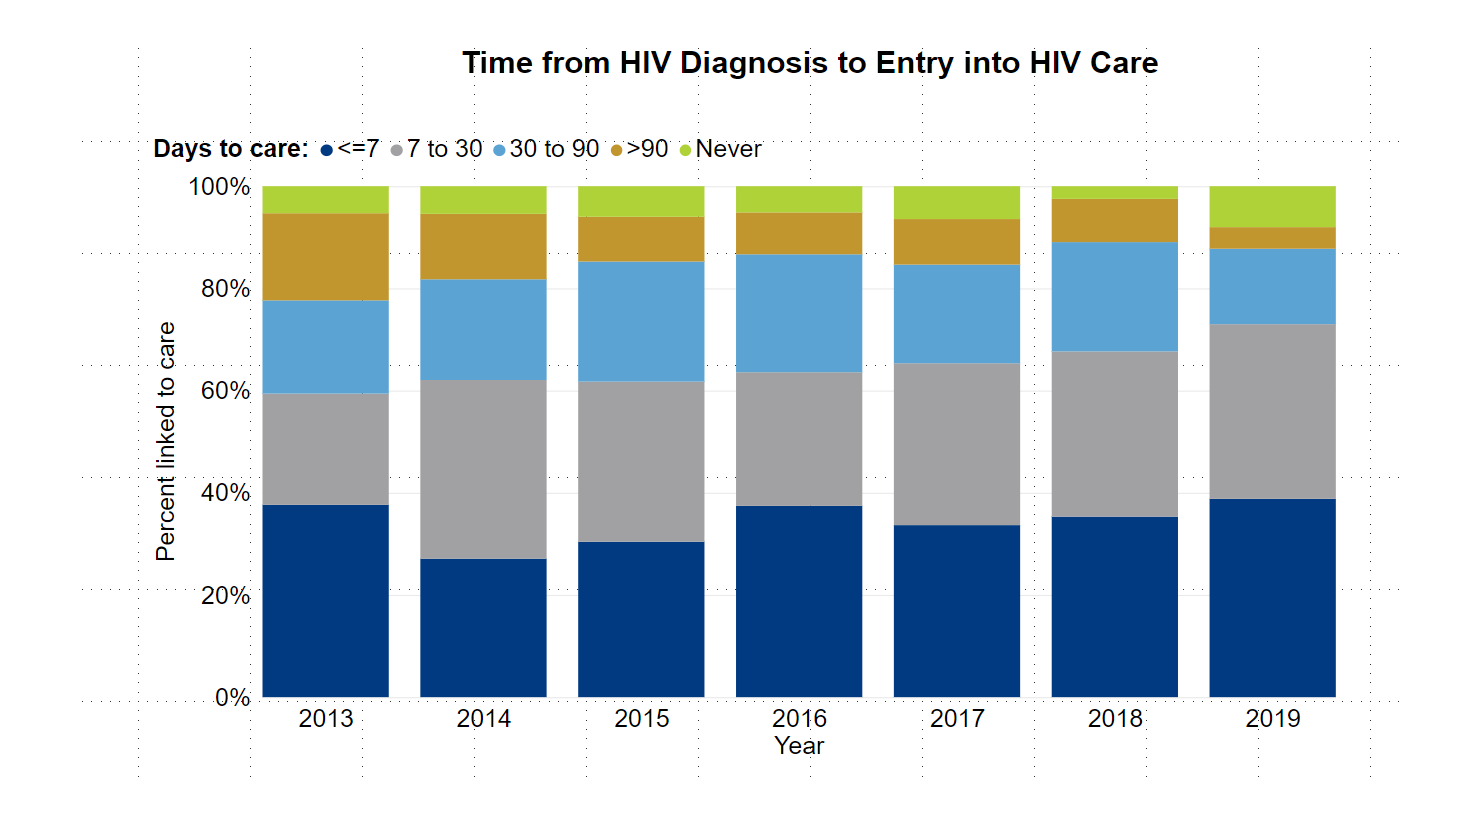 Time from HIV Diagnosis to Entry into HIV Care
Days to care: <=7 7 to 30 30 to 90 >90 Never
100%
80%
60%
40%
20%
0%
Percent linked to care
2013 2014 2015 2016 2017 2018 2019
Year